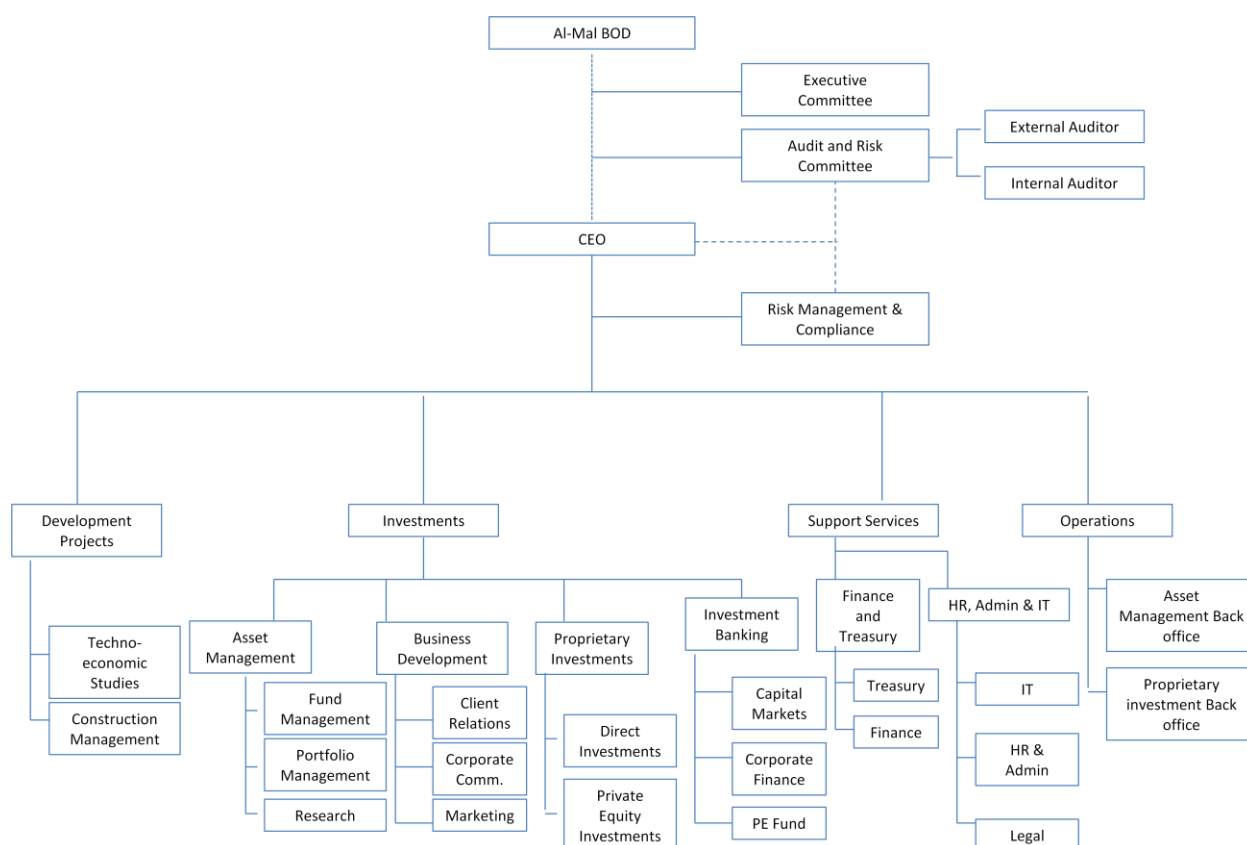 Al-Mal BOD
Executive
Committee
Audit and Risk
Committee
External Auditor
Internal Auditor
CEO
Risk Management &
Compliance
Development
Projects
Investments
Support Services
Operations
Techno-
economic
Studies
Construction
Management
Asset
Management
Fund
Management
Portfolio
Management
Research
Business
Development
Client
Relations
Corporate
Comm.
Marketing
Proprietary
Investments
Direct
Investments
Private
Equity
Investments
Investment
Banking
Capital
Markets
Corporate
Finance
PE Fund
Finance
and
Treasury
Treasury
Finance
HR, Admin & IT
IT
HR &
Admin
Legal
Asset
Management Back
office
Proprietary
investment Back
office